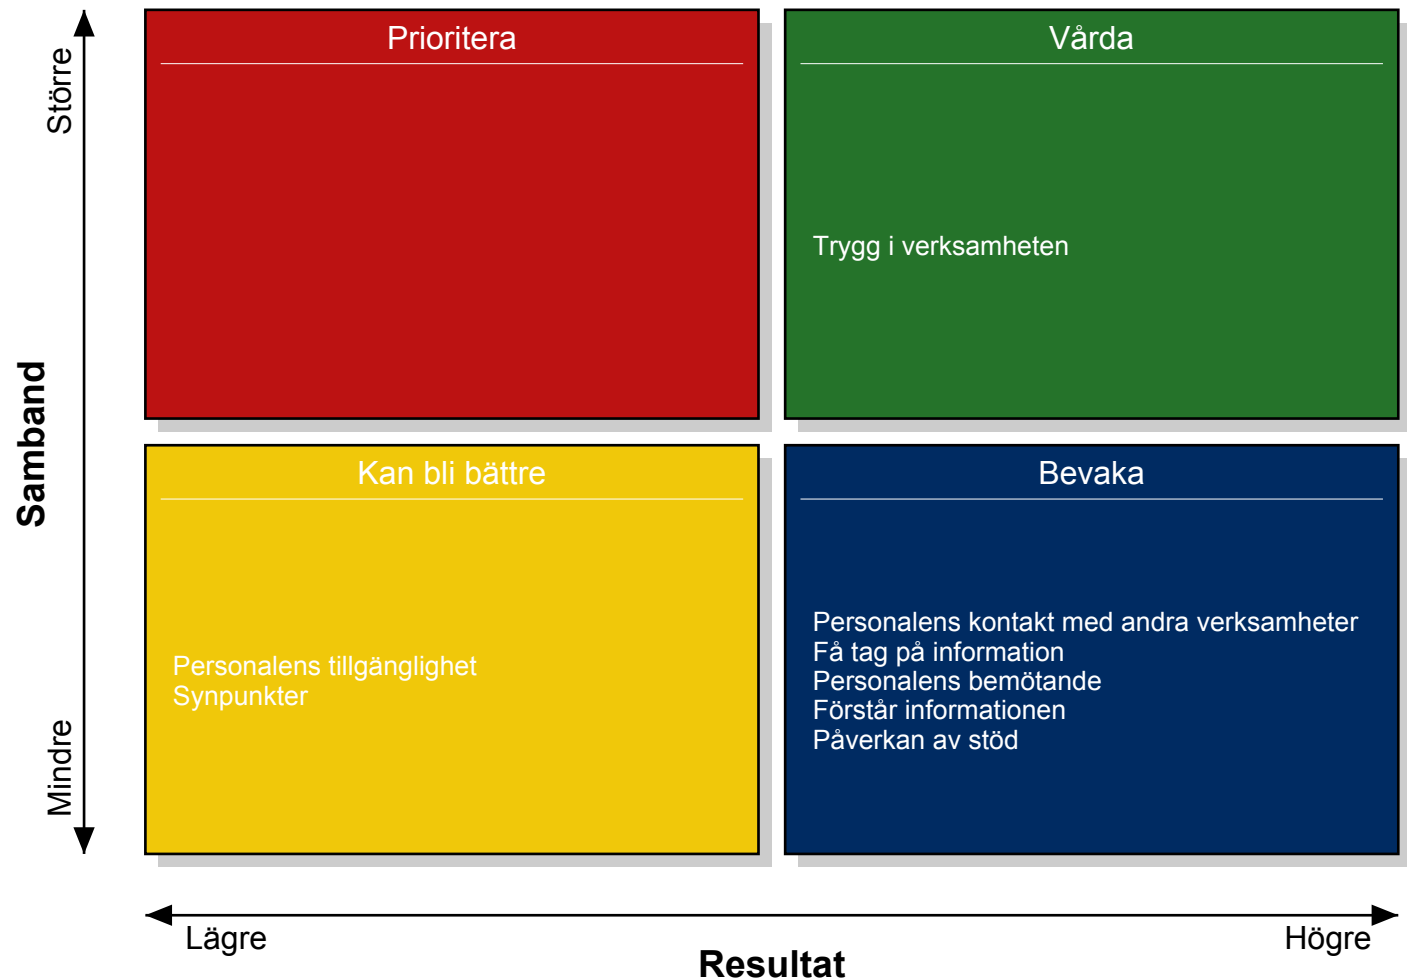 Större
Samband
Mindre
Prioritera
Vårda
Trygg i verksamheten
Kan bli bättre
Personalens tillgänglighet
Synpunkter
Bevaka
Personalens kontakt med andra verksamheter
Få tag på information
Personalens bemötande
Förstår informationen
Påverkan av stöd
Lägre
Resultat
Högre